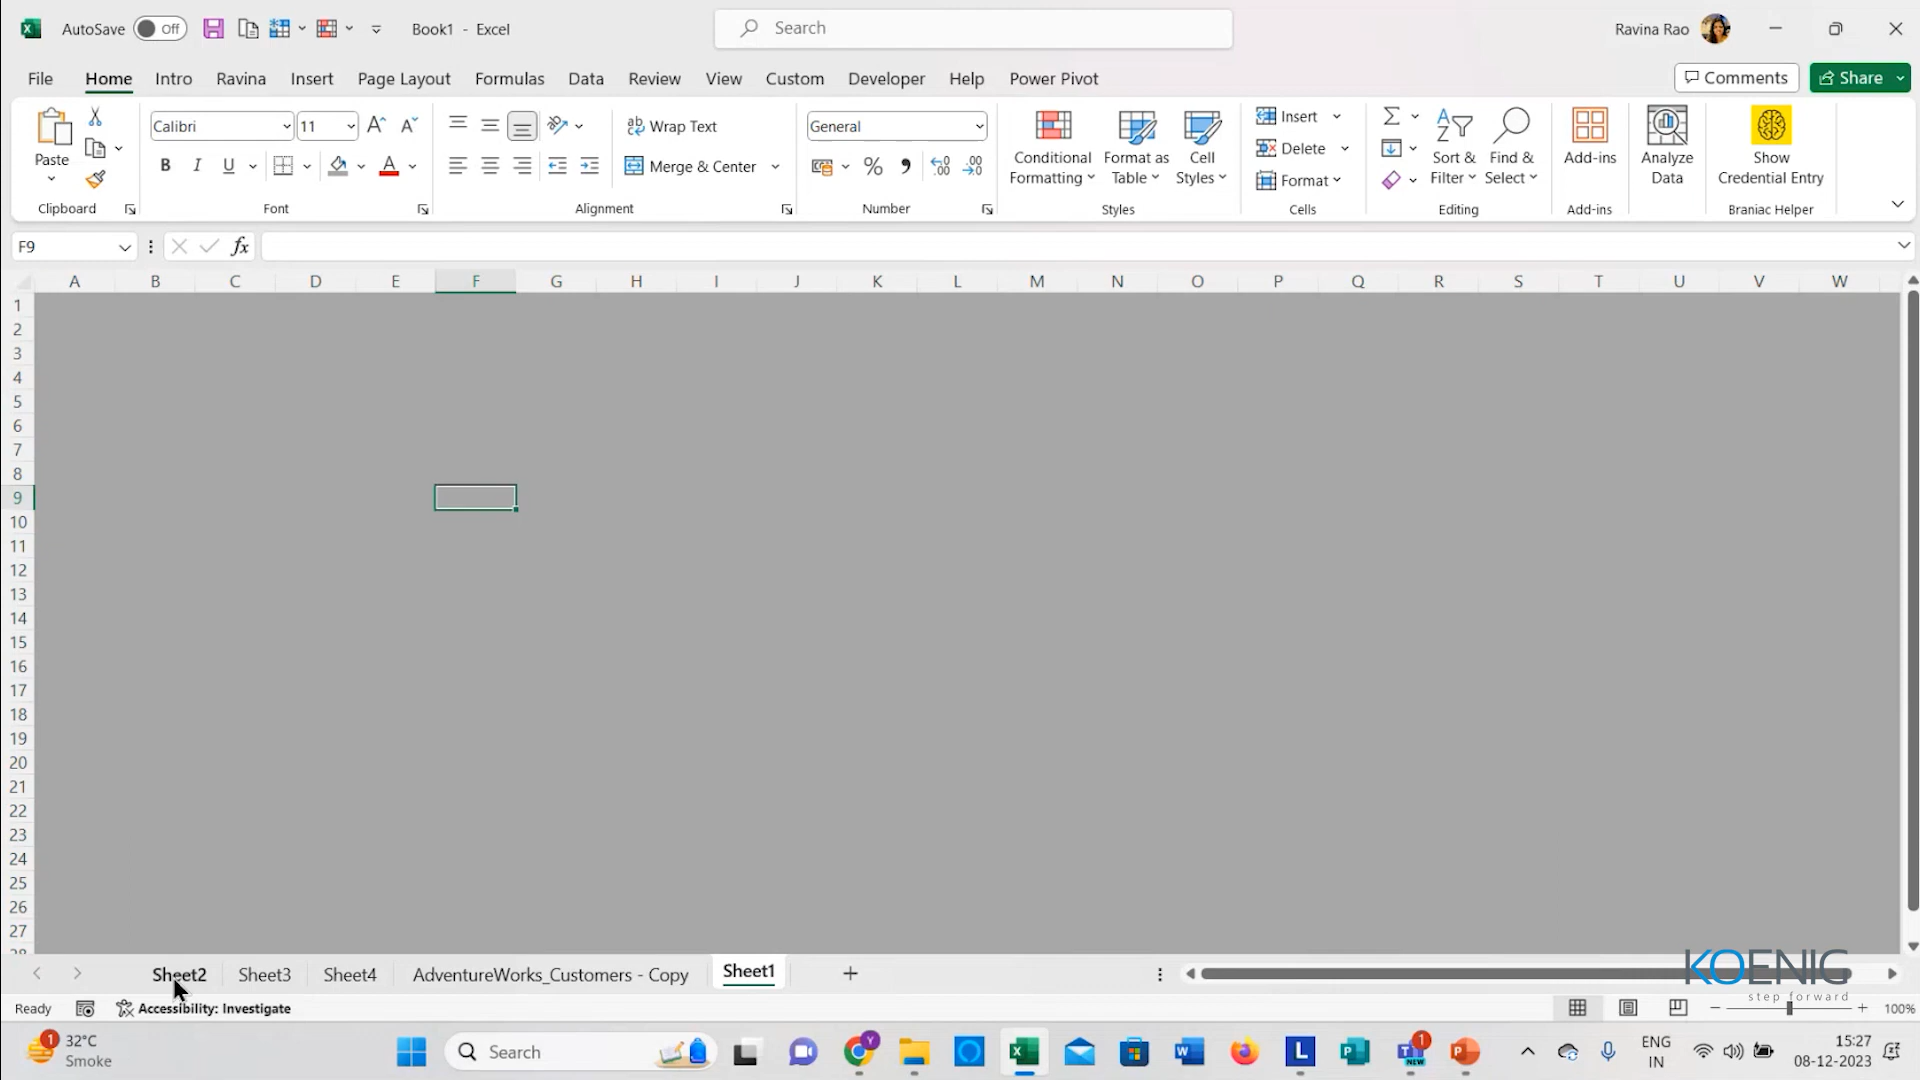 AutoSave Off Book1 - Excel Search Ravina Rao
File Home Intro Ravina Insert Page Layout Formulas Data Review View Custom Developer Help Power Pivot Comments Share
Paste Calibri 11 Wrap Text General Conditional Formatting Format as Table Cell Styles Insert Sort & Filter Find & Select Add-ins Analyze Data Show Credential Entry
B I U Merge & Center % Delete
Format
Clipboard Font Alignment Number Styles Cells Editing Add-ins Braniac Helper
F9 fx
A B C D E F G H I J K L M N O P Q R S T U V W
1
2
3
4
5
6
7
8
9
10
11
12
13
14
15
16
17
18
19
20
21
22
23
24
25
26
27
28
Sheet2 Sheet3 Sheet4 AdventureWorks_Customers - Copy Sheet1 KOENIG
step forward
Ready Accessibility: Investigate 100%
1 32°C Search Y L 1 NEW ENG 15:27
Smoke IN 08-12-2023